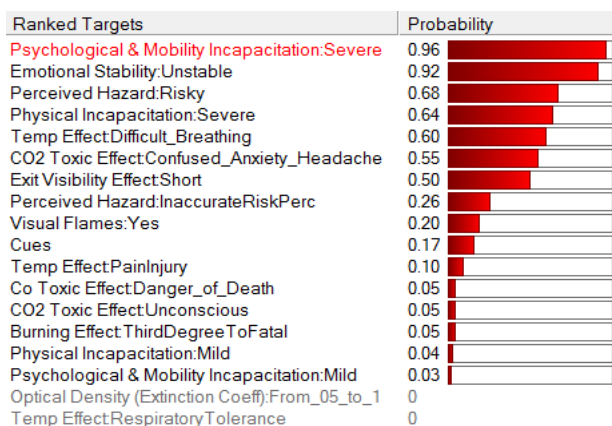 Ranked Targets Probability
Psychological & Mobility Incapacitation:Severe 0.96
Emotional Stability:Unstable 0.92
Perceived Hazard:Risky 0.68
Physical Incapacitation:Severe 0.64
Temp Effect:Difficult_Breathing 0.60
CO2 Toxic Effect:Confused_Anxiety_Headache 0.55
Exit Visibility Effect:Short 0.50
Perceived Hazard:InaccurateRiskPerc 0.26
Visual Flames:Yes 0.20
Cues 0.17
Temp Effect:PainInjury 0.10
Co Toxic Effect:Danger_of_Death 0.05
CO2 Toxic Effect:Unconscious 0.05
Burning Effect:ThirdDegreeToFatal 0.05
Physical Incapacitation:Mild 0.04
Psychological & Mobility Incapacitation:Mild 0.03
Optical Density (Extinction Coeff):From_05_to_1 0
Temp Effect:RespiratoryTolerance 0